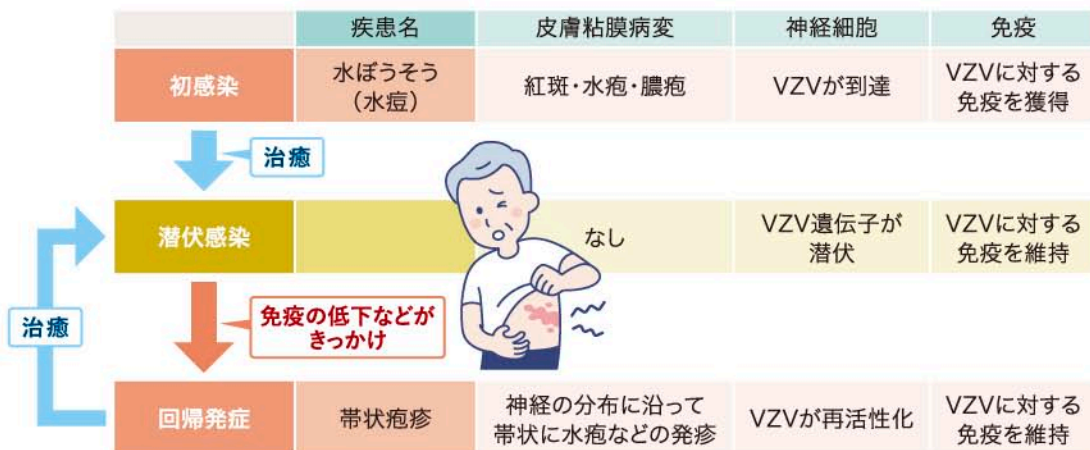 疾患名 皮膚粘膜病変 神経細胞 免疫
初感染 水ぼうそう
（水痘） 紅斑・水疱・膿疱 VZVが到達 VZVに対する
免疫を獲得
治癒
潜伏感染 なし VZV遺伝子が
潜伏 VZVに対する
免疫を維持
治癒
免疫の低下などが
きっかけ
回帰発症 帯状疱疹 神経の分布に沿って
帯状に水疱などの発疹 VZVが再活性化 VZVに対する
免疫を維持